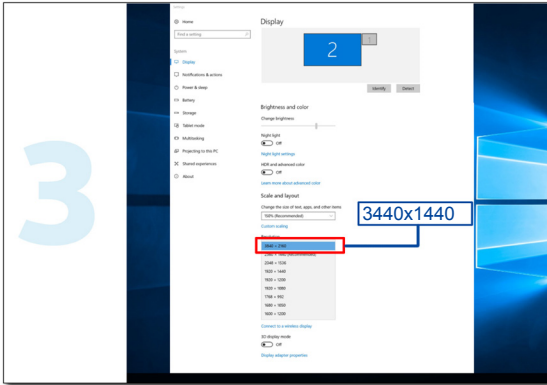 Settings
Home
Find a setting
System
Display
Notifications & actions
Power & sleep
Battery
Storage
Tablet mode
Multitasking
Projecting to this PC
Shared experiences
About
3
Display
2
1
Identify
Detect
Brightness and color
Change brightness
Night light
Off
Night light settings
HDR and advanced color
Off
Learn more about advanced color
Scale and layout
Change the size of text, apps, and other items
150% (Recommended)
Custom scaling
Resolution
3840 × 2160
2560 × 1440 (Recommended)
2048 × 1536
1920 × 1440
1920 × 1200
1920 × 1080
1768 × 992
1680 × 1050
1600 × 1200
3440x1440
Connect to a wireless display
3D display mode
Off
Display adapter properties